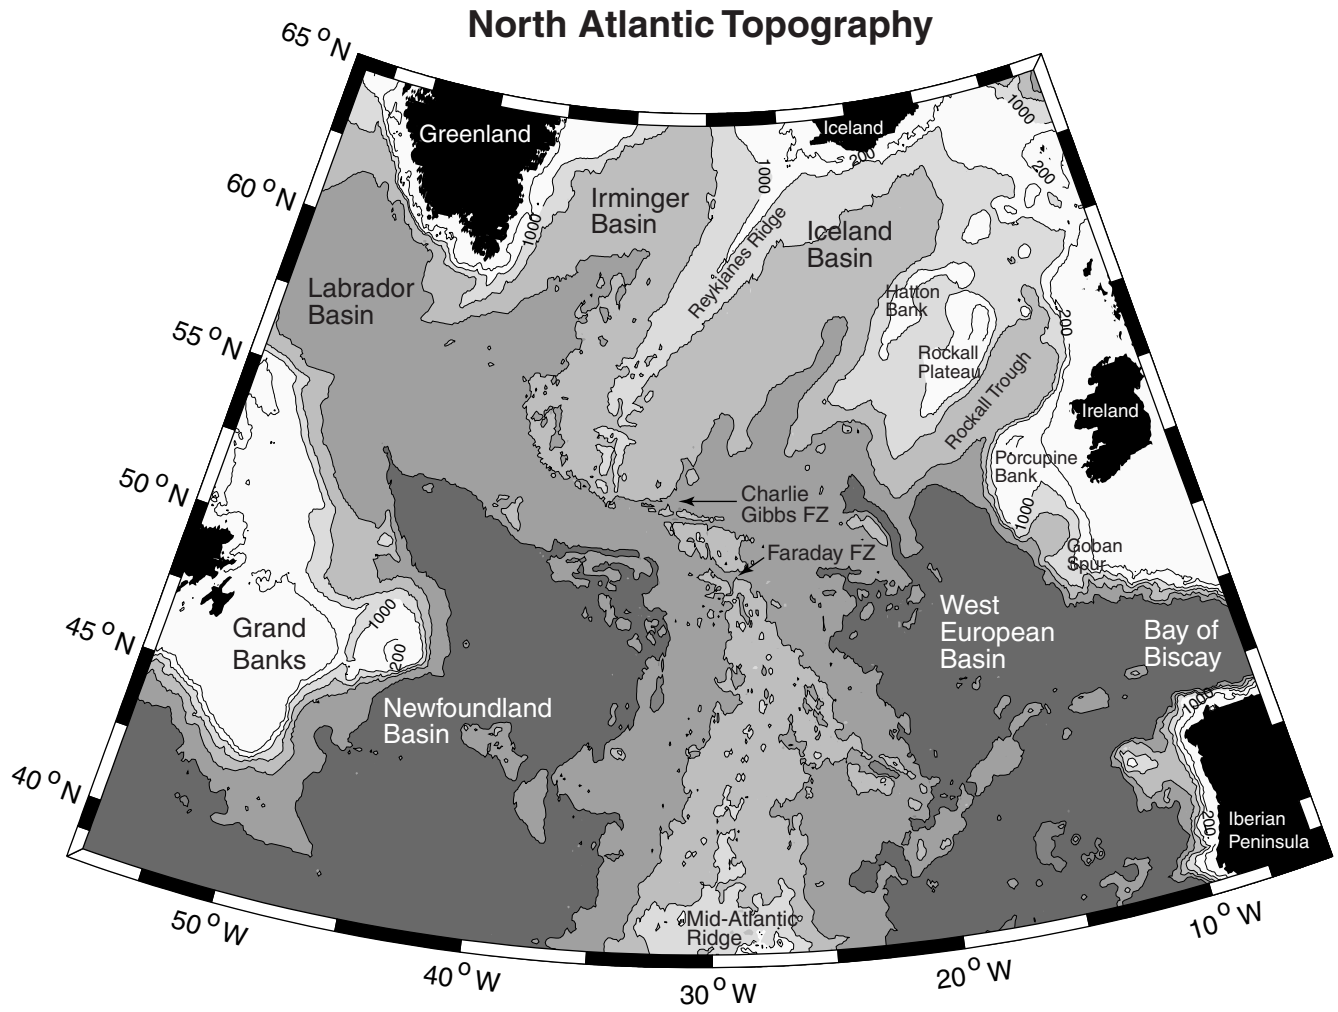 North Atlantic Topography
65 °N
60 °N
55 °N
50 °N
45 °N
40 °N
50 °W
40 °W
30 °W
20 °W
10 °W
Greenland
Iceland
1000
200
1000
200
1000
Irminger
Basin
1000
Reykjanes Ridge
Iceland
Basin
Labrador
Basin
Hatton
Bank
200
Rockall
Plateau
Rockall Trough
Ireland
Porcupine
Bank
1000
Charlie
Gibbs FZ
Goban
Spur
Faraday FZ
West
European
Basin
Bay of
Biscay
Grand
Banks
1000
200
Newfoundland
Basin
1000
200
Iberian
Peninsula
Mid-Atlantic
Ridge